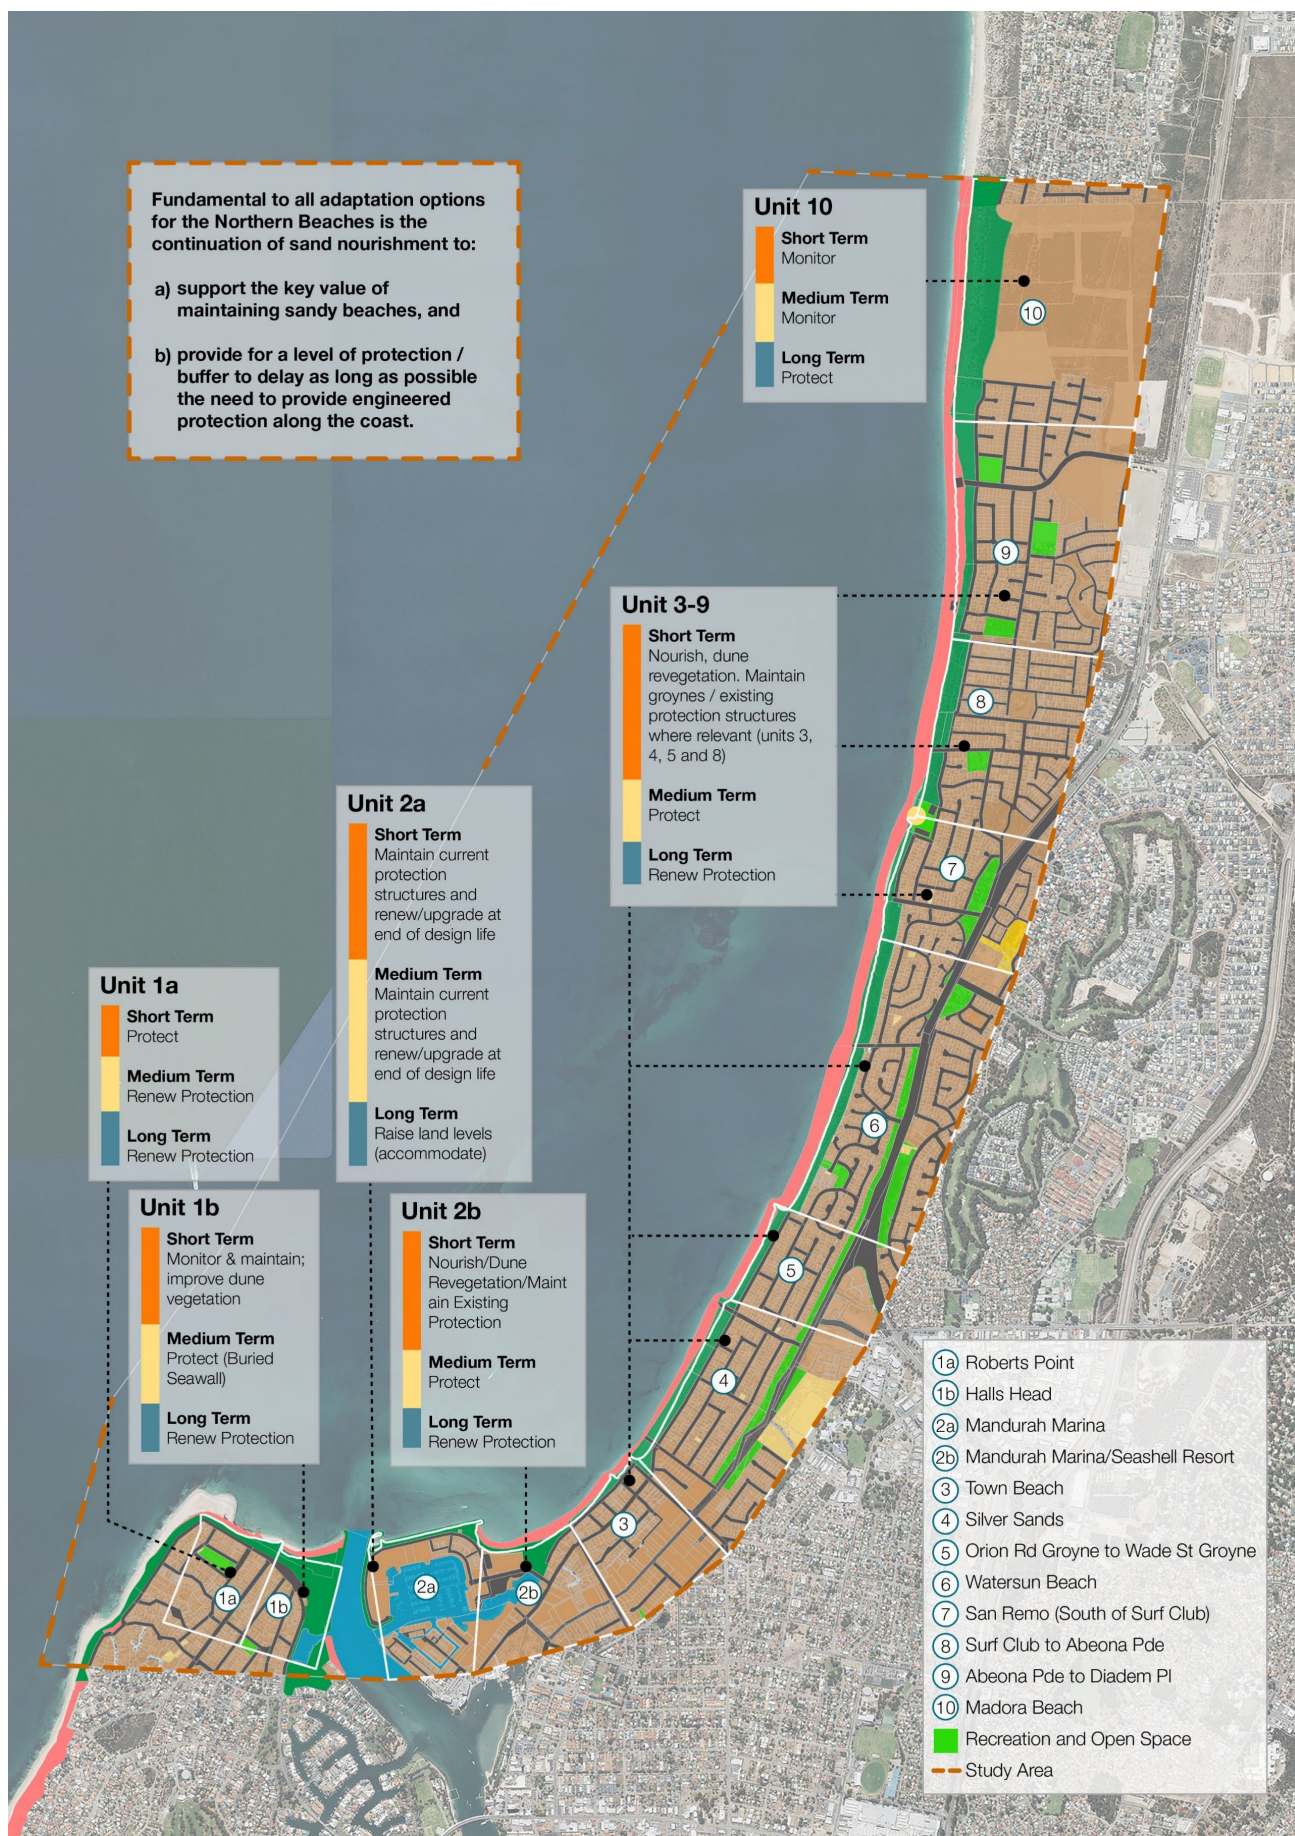 Fundamental to all adaptation options
for the Northern Beaches is the
continuation of sand nourishment to:
a) support the key value of
maintaining sandy beaches, and
b) provide for a level of protection /
buffer to delay as long as possible
the need to provide engineered
protection along the coast.
Unit 10
Short Term
Monitor
Medium Term
Monitor
Long Term
Protect
10
9
Unit 3-9
Short Term
Nourish, dune
revegetation. Maintain
groynes / existing
protection structures
where relevant (units 3,
4, 5 and 8)
Medium Term
Protect
Long Term
Renew Protection
8
7
Unit 2a
Short Term
Maintain current
protection
structures and
renew/upgrade at
end of design life
Medium Term
Maintain current
protection
structures and
renew/upgrade at
end of design life
Long Term
Raise land levels
(accommodate)
Unit 1a
Short Term
Protect
Medium Term
Renew Protection
Long Term
Renew Protection
6
Unit 1b
Short Term
Monitor & maintain;
improve dune
vegetation
Medium Term
Protect (Buried
Seawall)
Long Term
Renew Protection
Unit 2b
Short Term
Nourish/Dune
Revegetation/Maint
ain Existing
Protection
Medium Term
Protect
Long Term
Renew Protection
5
4
3
2a
2b
1a
1b
1a Roberts Point
1b Halls Head
2a Mandurah Marina
2b Mandurah Marina/Seashell Resort
3 Town Beach
4 Silver Sands
5 Orion Rd Groyne to Wade St Groyne
6 Watersun Beach
7 San Remo (South of Surf Club)
8 Surf Club to Abeona Pde
9 Abeona Pde to Diadem Pl
10 Madora Beach
Recreation and Open Space
Study Area